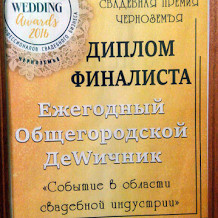 WEDDING
Awards
2016
СВАДЕБНАЯ ПРЕМИЯ
ЧЕРНОЗЕМЬЯ
ДИПЛОМ
ФИНАЛИСТА
Ежегодный
Общегородской
ДеWичник
«Событие в области
свадебной индустрии»